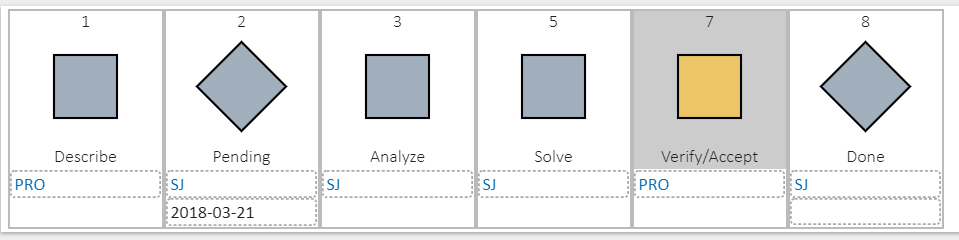 1 2 3 5 7 8
Describe Pending Analyze Solve Verify/Accept Done
PRO SJ SJ SJ PRO SJ
2018-03-21